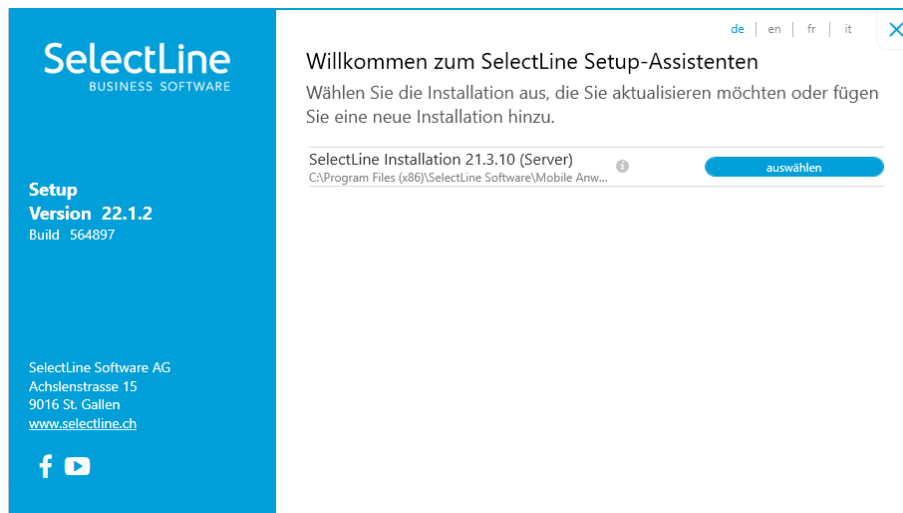 SelectLine
BUSINESS SOFTWARE
Setup
Version 22.1.2
Build 564897
SelectLine Software AG
Achslenstrasse 15
9016 St. Gallen
www.selectline.ch
de | en | fr | it
Willkommen zum SelectLine Setup-Assistenten
Wählen Sie die Installation aus, die Sie aktualisieren möchten oder fügen
Sie eine neue Installation hinzu.
SelectLine Installation 21.3.10 (Server)
C:\Program Files (x86)\SelectLine Software\Mobile Anw...
auswählen